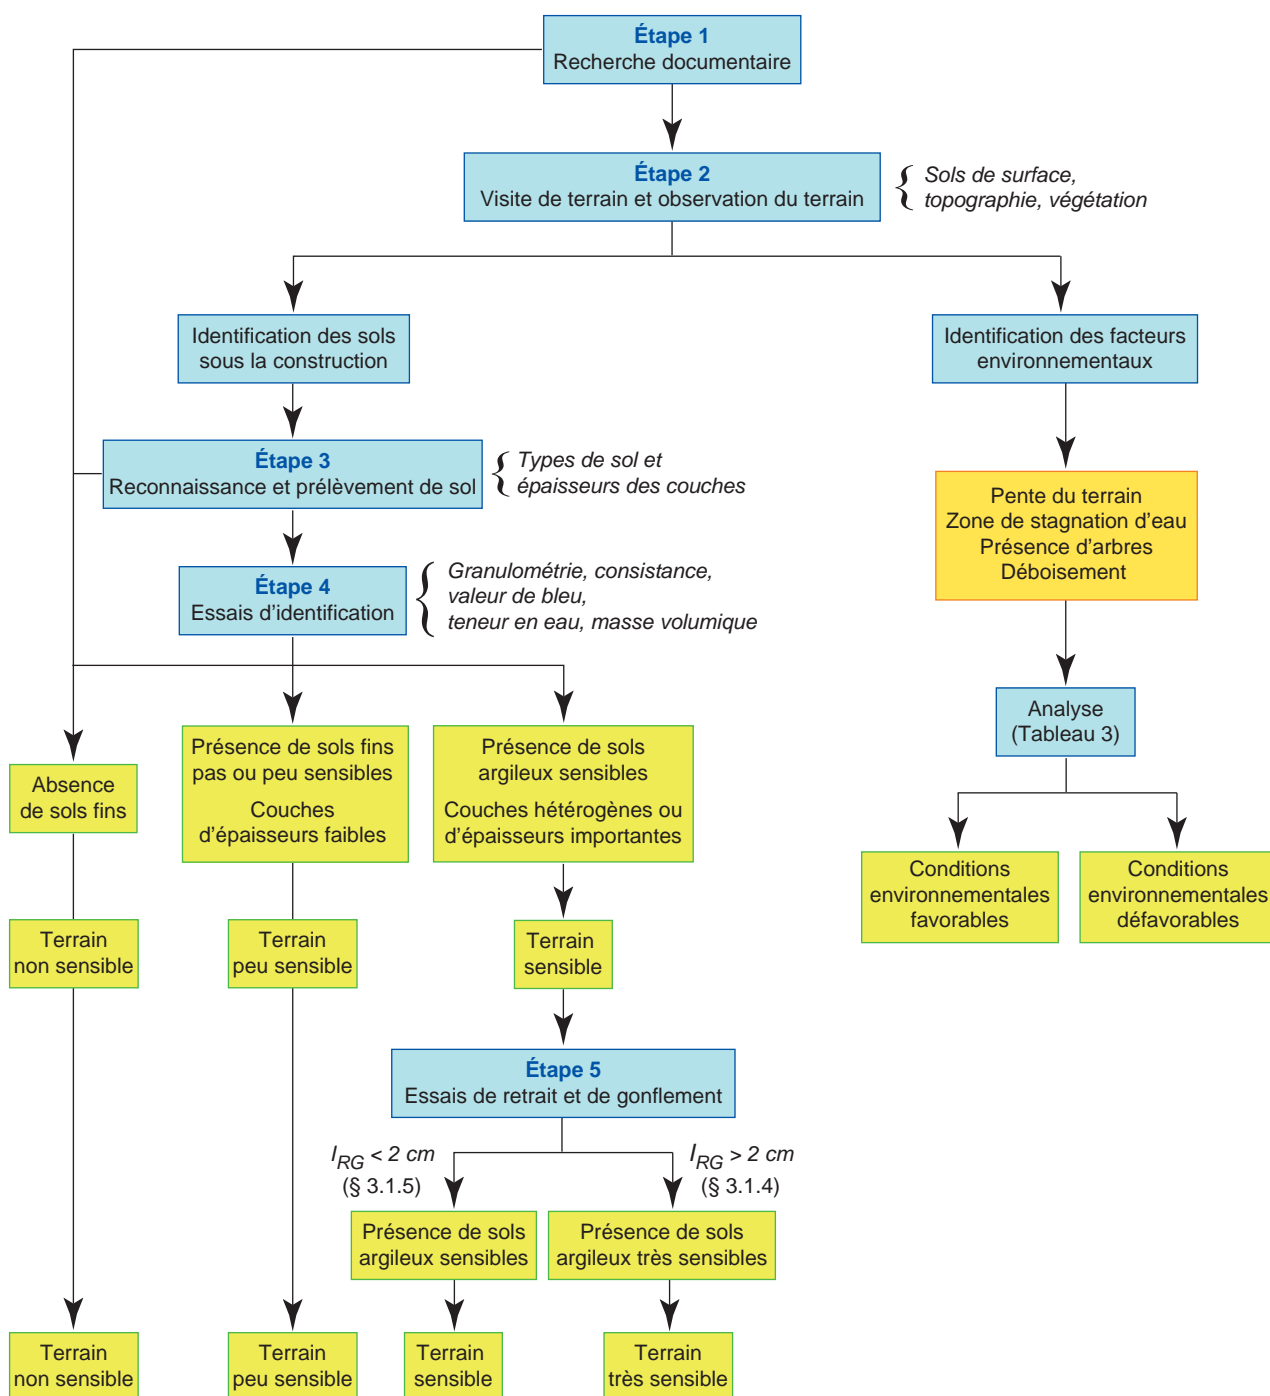 Étape 1
Recherche documentaire
Étape 2
Visite de terrain et observation du terrain
Sols de surface,
topographie, végétation
Identification des sols
sous la construction
Identification des facteurs
environnementaux
Étape 3
Reconnaissance et prélèvement de sol
Types de sol et
épaisseurs des couches
Pente du terrain
Zone de stagnation d'eau
Présence d'arbres
Déboisement
Étape 4
Essais d'identification
Granulométrie, consistance,
valeur de bleu,
teneur en eau, masse volumique
Analyse
(Tableau 3)
Absence
de sols fins
Présence de sols fins
pas ou peu sensibles
Couches
d'épaisseurs faibles
Présence de sols
argileux sensibles
Couches hétérogènes ou
d'épaisseurs importantes
Conditions
environnementales
favorables
Conditions
environnementales
défavorables
Terrain
non sensible
Terrain
peu sensible
Terrain
sensible
Étape 5
Essais de retrait et de gonflement
I_RG < 2 cm
(§ 3.1.5)
I_RG > 2 cm
(§ 3.1.4)
Présence de sols
argileux sensibles
Présence de sols
argileux très sensibles
Terrain
non sensible
Terrain
peu sensible
Terrain
sensible
Terrain
très sensible